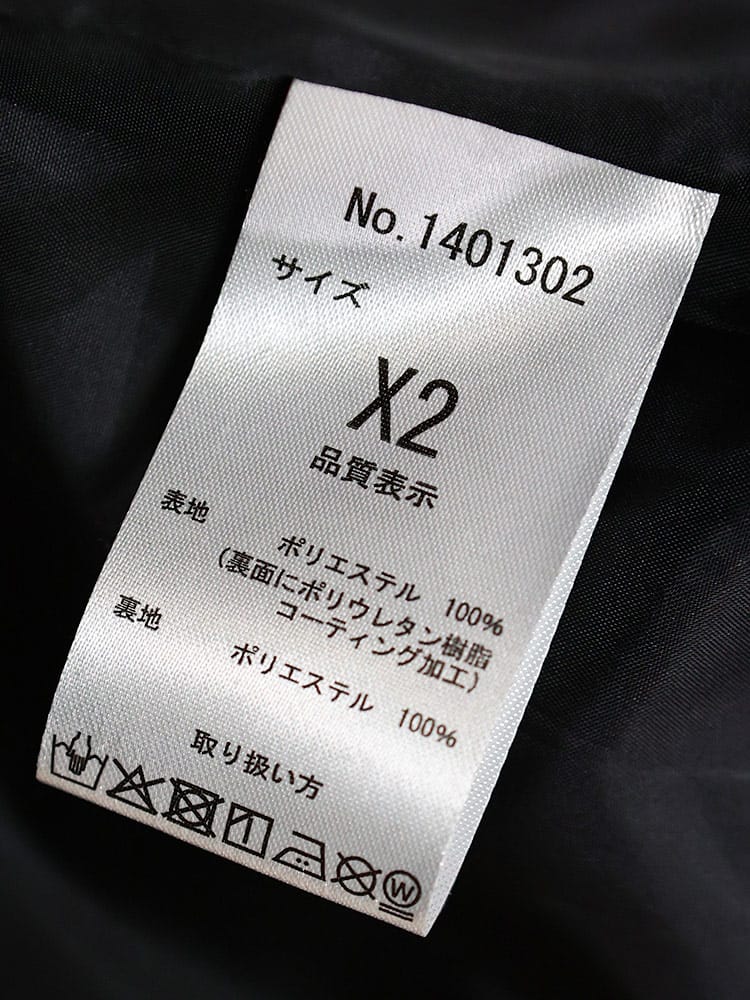 No.1401302
サイズ
X2
品質表示
表地 ポリエステル 100%
(裏面にポリウレタン樹脂
コーティング加工)
裏地 ポリエステル 100%
取り扱い方
W